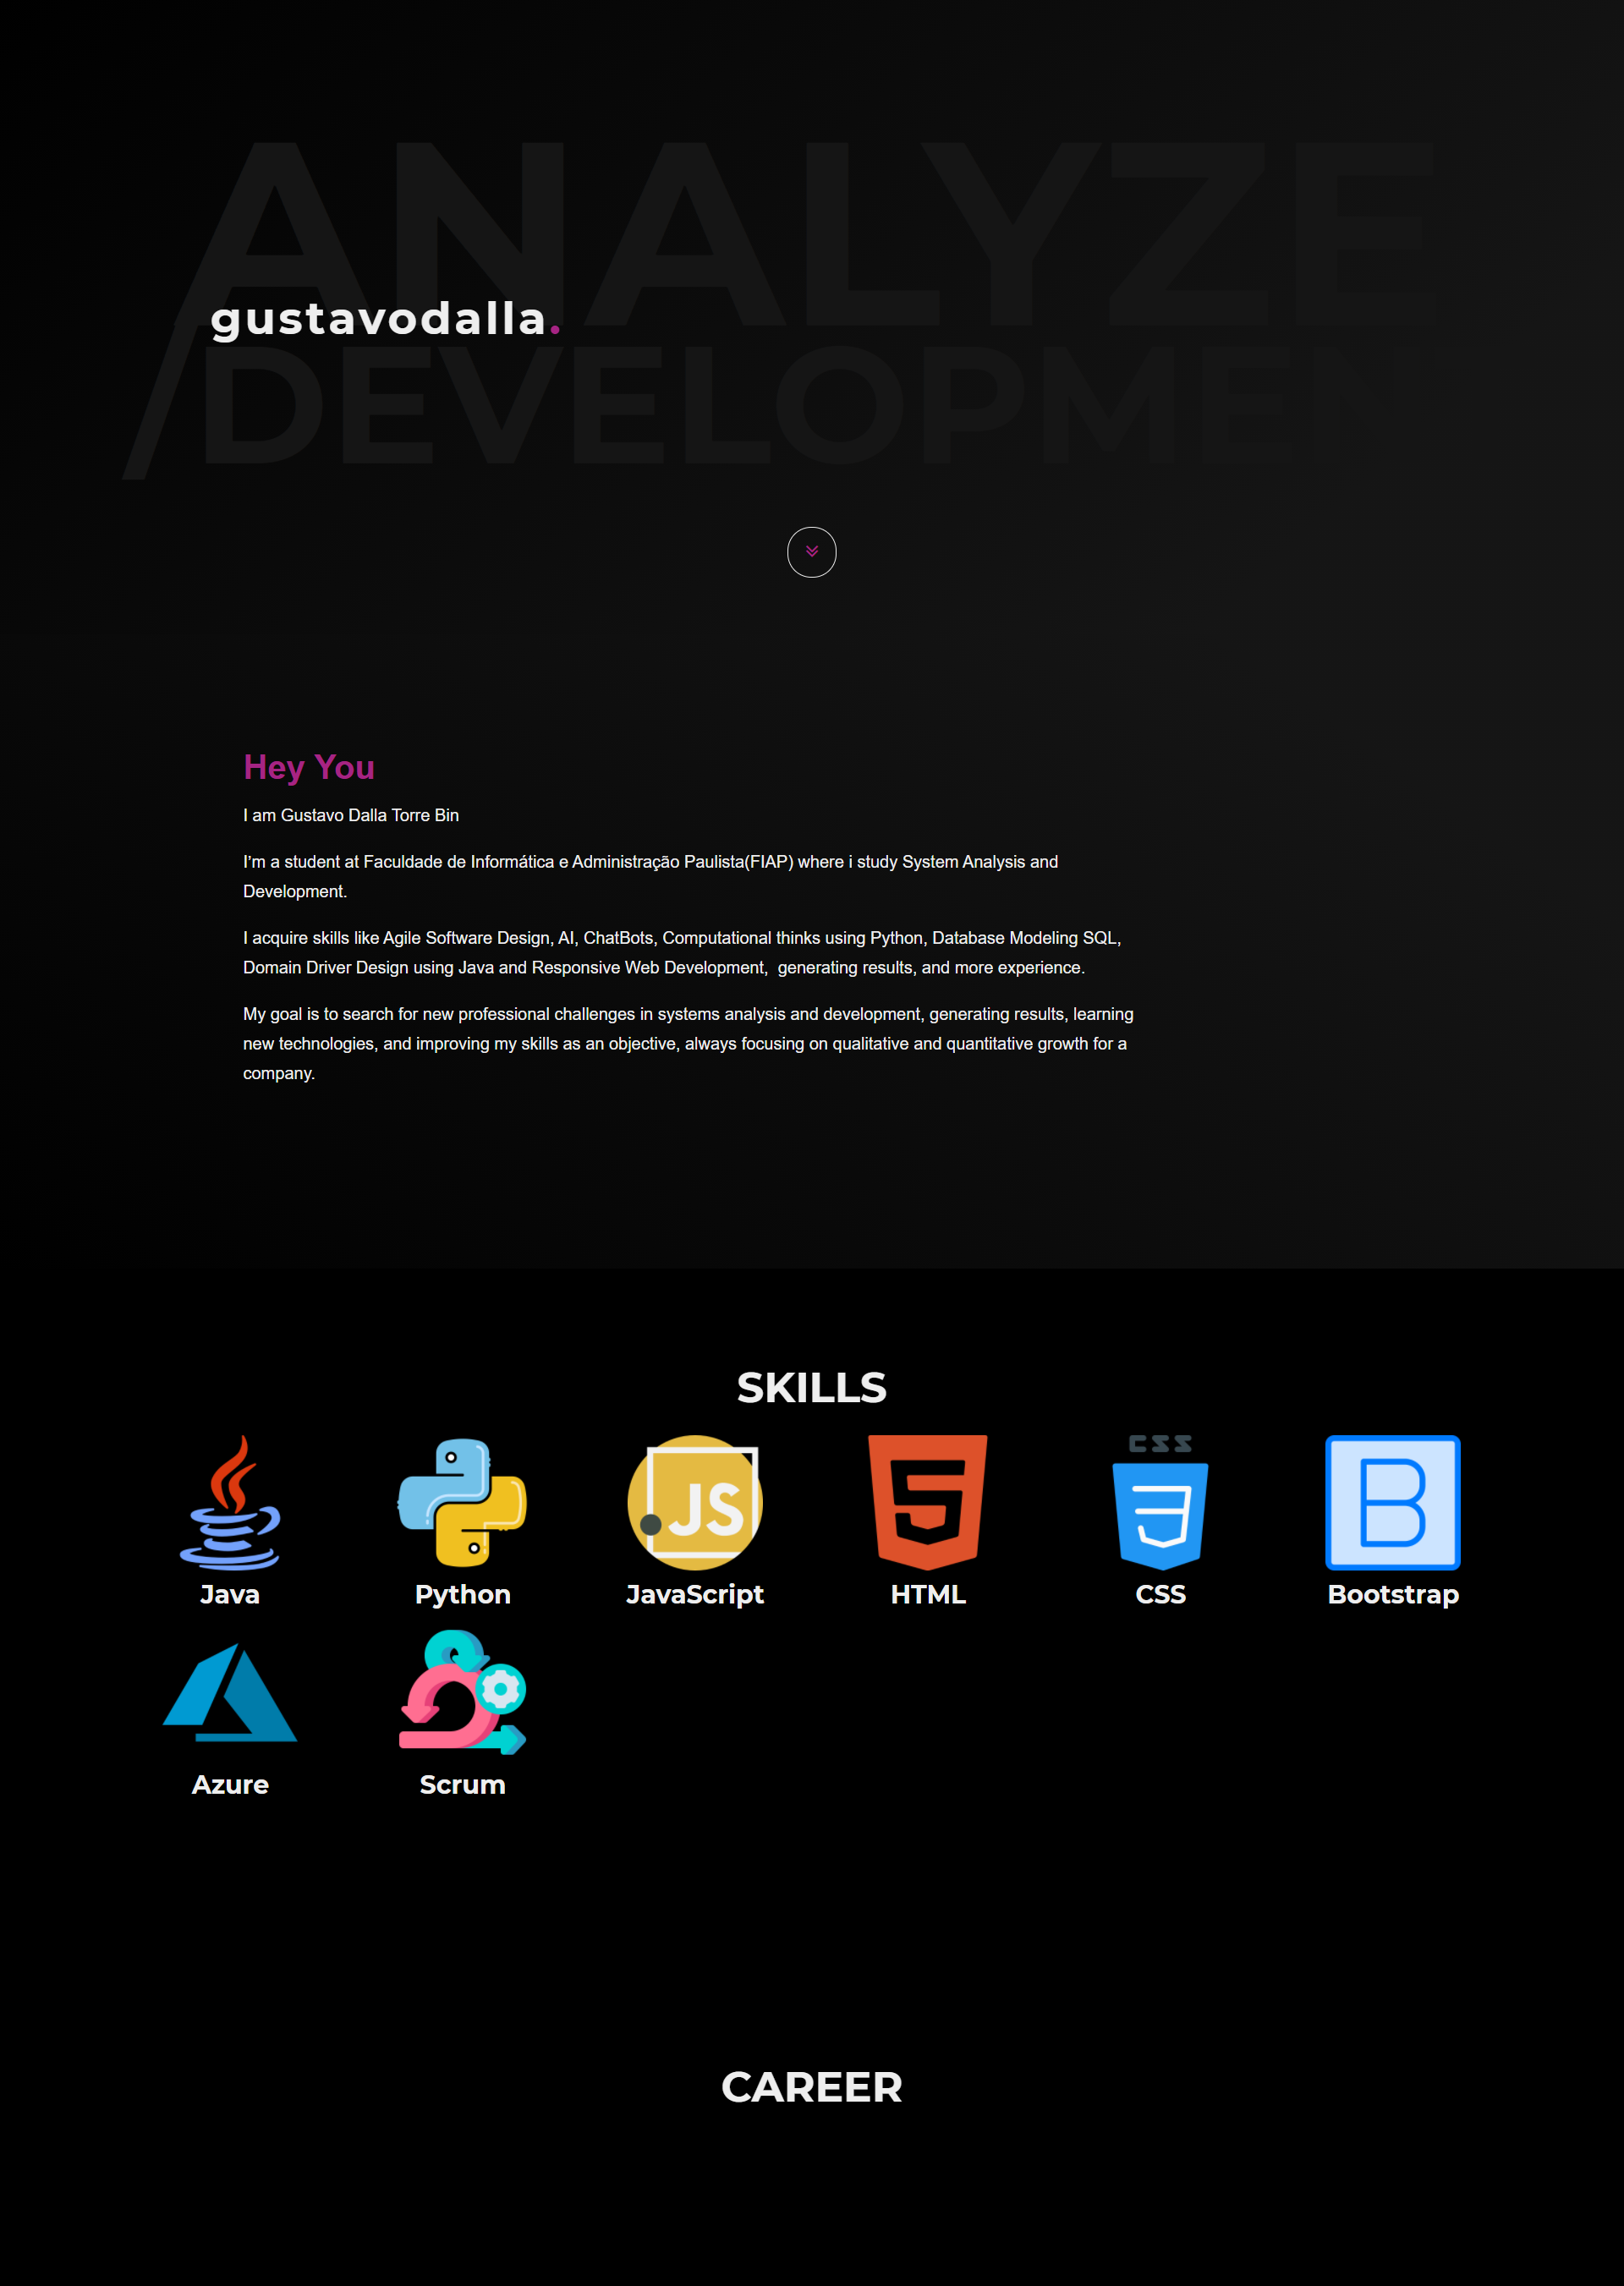 ANALYZE
gustavodalla.
/DEVELOPMEN
Hey You
I am Gustavo Dalla Torre Bin
I'm a student at Faculdade de Informática e Administração Paulista(FIAP) where i study System Analysis and
Development.
I acquire skills like Agile Software Design, AI, ChatBots, Computational thinks using Python, Database Modeling SQL,
Domain Driver Design using Java and Responsive Web Development,  generating results, and more experience.
My goal is to search for new professional challenges in systems analysis and development, generating results, learning
new technologies, and improving my skills as an objective, always focusing on qualitative and quantitative growth for a
company.
SKILLS
JS
CSS
B
Java Python JavaScript HTML CSS Bootstrap
Azure Scrum
CAREER